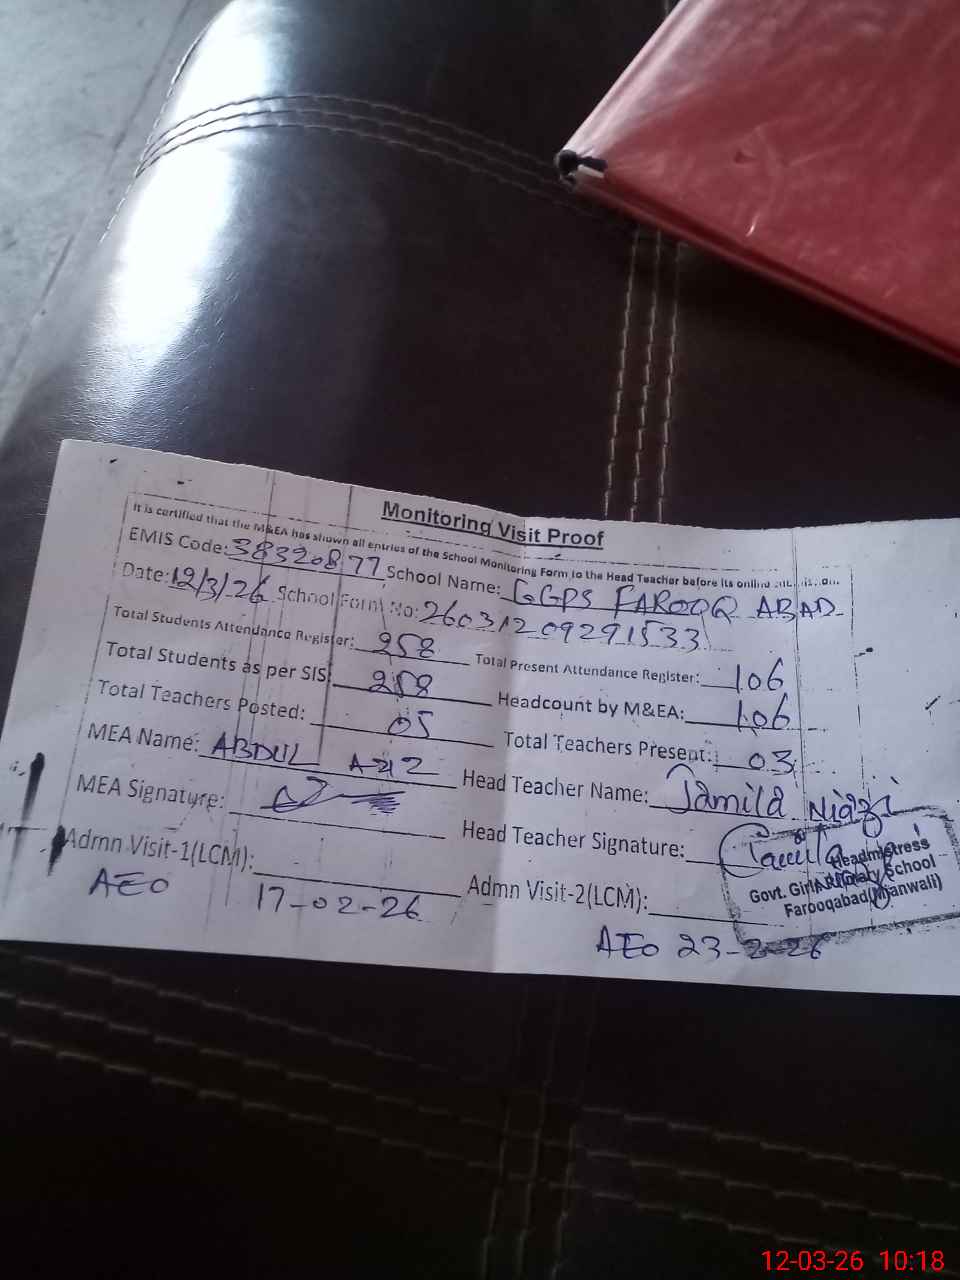 Monitoring Visit Proof
It is certified that the M&EA has shown all entries of the School Monitoring Form to the Head Teacher before its online
EMIS Code: 38320877 School Name: GGPS FAROOQ ABAD
Date: 12/3/26 School Form No: 26031209291533
Total Students Attendance Register: 258 Total Present Attendance Register: 106
Total Students as per SIS: 258 Headcount by M&EA: 106
Total Teachers Posted: 05 Total Teachers Present: 03
MEA Name: ABDUL AZIZ Head Teacher Name: Jamila Niazi
MEA Signature: Head Teacher Signature: Jamila
Headmistress
Govt. Girls Primary School
Farooqabad (Mianwali)
Admn Visit-1(LCM): Admn Visit-2(LCM):
AEO 17-02-26
AEO 23-2-26
12-03-26 10:18